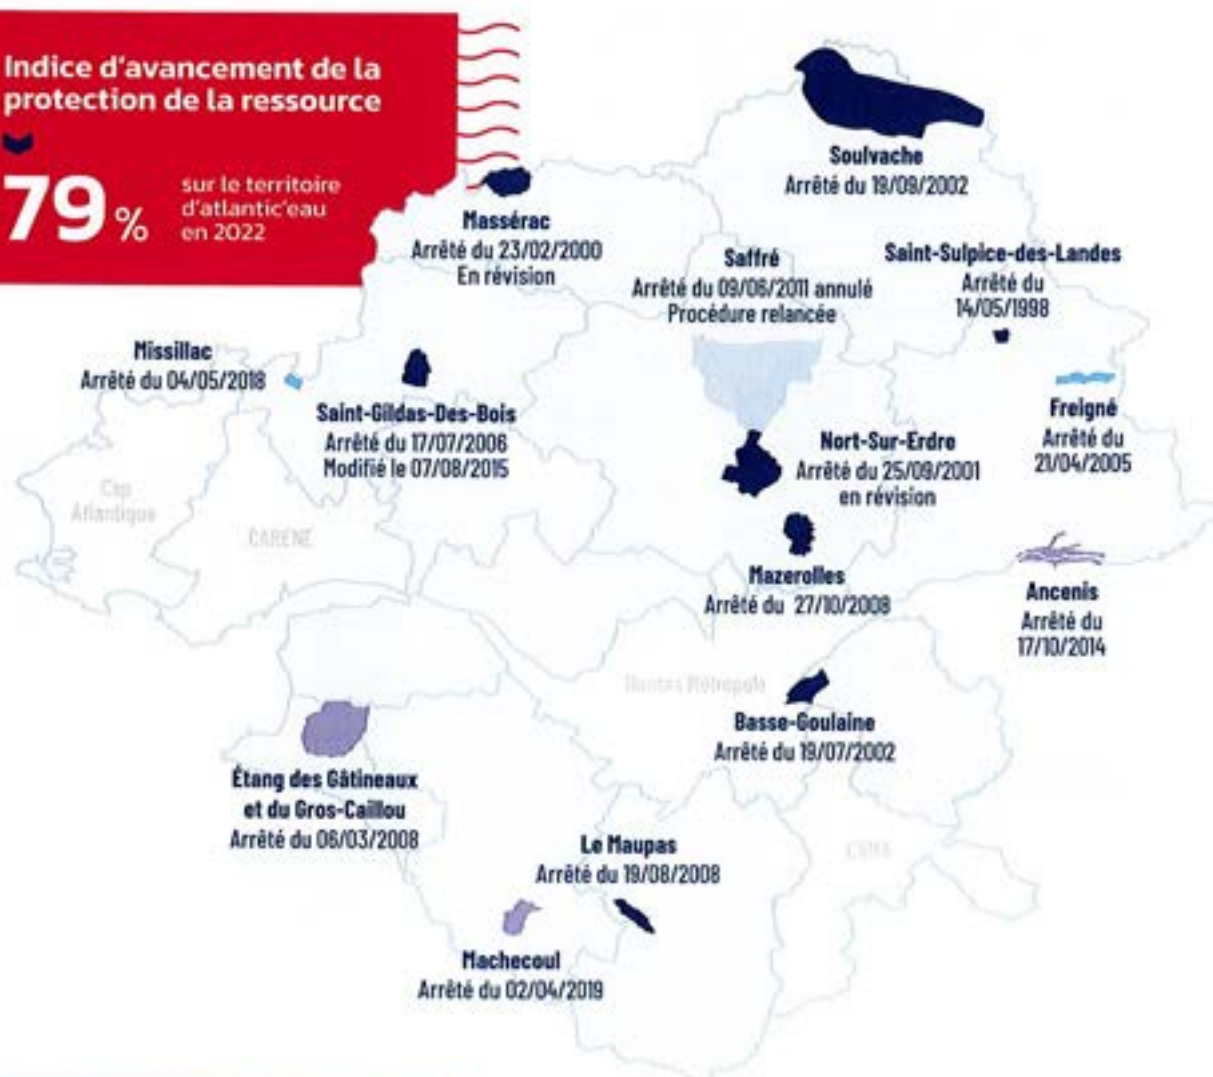 Indice d'avancement de la
protection de la ressource
79 %
sur le territoire
d'atlantic'eau
en 2022
Soulvache
Arrêté du 19/09/2002
Massérac
Arrêté du 23/02/2000
En révision
Saffré
Arrêté du 09/06/2011 annulé
Procédure relancée
Saint-Sulpice-des-Landes
Arrêté du
14/05/1998
Missillac
Arrêté du 04/05/2018
Saint-Gildas-Des-Bois
Arrêté du 17/07/2006
Modifié le 07/08/2015
Freigné
Arrêté du
21/04/2005
Nort-Sur-Erdre
Arrêté du 25/09/2001
en révision
Cap
Atlantique
CARENE
Mazerolles
Arrêté du 27/10/2008
Ancenis
Arrêté du
17/10/2014
Nantes Métropole
Basse-Goulaine
Arrêté du 19/07/2002
Étang des Gâtineaux
et du Gros-Caillou
Arrêté du 06/03/2008
Le Maupas
Arrêté du 19/08/2008
Machecoul
Arrêté du 02/04/2019